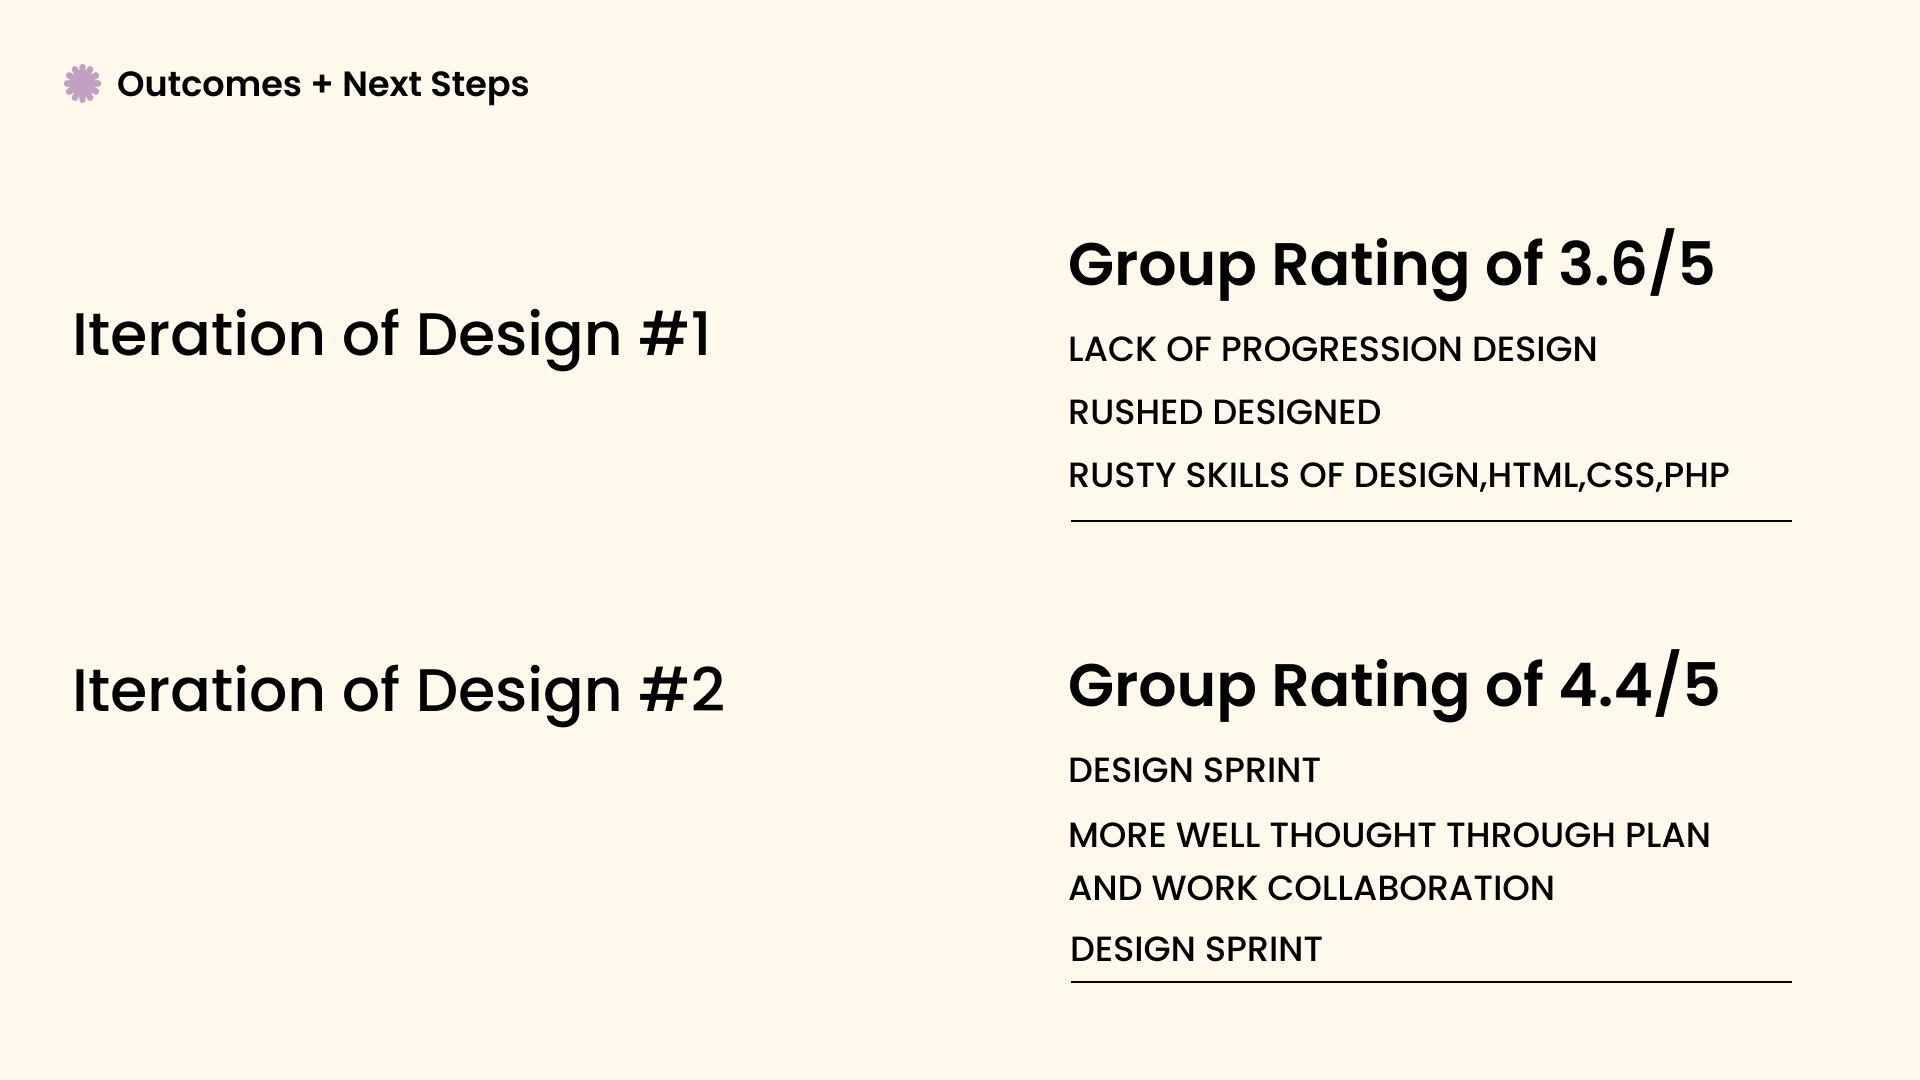 Outcomes + Next Steps
Iteration of Design #1
Group Rating of 3.6/5
LACK OF PROGRESSION DESIGN
RUSHED DESIGNED
RUSTY SKILLS OF DESIGN,HTML,CSS,PHP
Iteration of Design #2
Group Rating of 4.4/5
DESIGN SPRINT
MORE WELL THOUGHT THROUGH PLAN
AND WORK COLLABORATION
DESIGN SPRINT